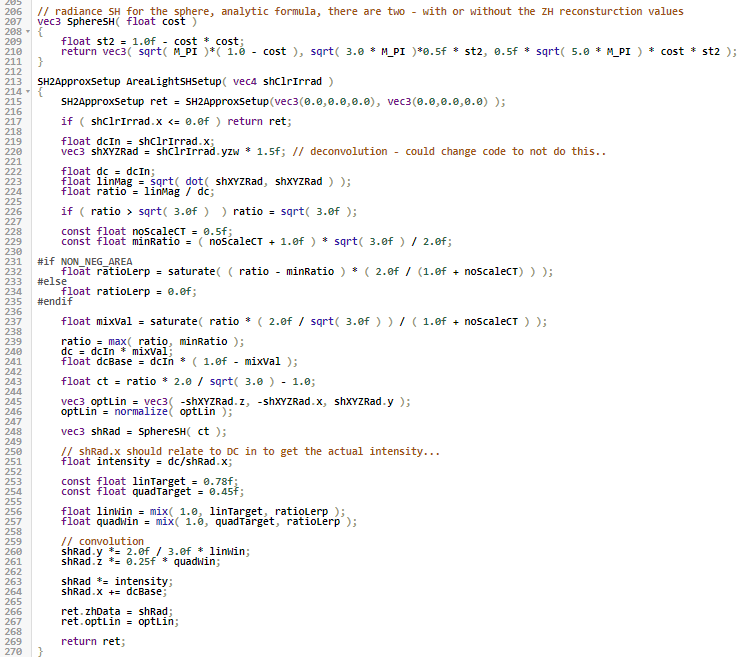 205
206 // radiance SH for the sphere, analytic formula, there are two - with or without the ZH reconsturction values
207 vec3 SphereSH( float cost )
208 {
209 float st2 = 1.0f - cost * cost;
210 return vec3( sqrt( M_PI )*( 1.0 - cost ), sqrt( 3.0 * M_PI )*0.5f * st2, 0.5f * sqrt( 5.0 * M_PI ) * cost * st2 );
211 }
212
213 SH2ApproxSetup AreaLightSHSetup( vec4 shClrIrrad )
214 {
215 SH2ApproxSetup ret = SH2ApproxSetup(vec3(0.0,0.0,0.0), vec3(0.0,0.0,0.0) );
216
217 if ( shClrIrrad.x <= 0.0f ) return ret;
218
219 float dcIn = shClrIrrad.x;
220 vec3 shXYZRad = shClrIrrad.yzw * 1.5f; // deconvolution - could change code to not do this..
221
222 float dc = dcIn;
223 float linMag = sqrt( dot( shXYZRad, shXYZRad ) );
224 float ratio = linMag / dc;
225
226 if ( ratio > sqrt( 3.0f ) ) ratio = sqrt( 3.0f );
227
228 const float noScaleCT = 0.5f;
229 const float minRatio = ( noScaleCT + 1.0f ) * sqrt( 3.0f ) / 2.0f;
230
231 #if NON_NEG_AREA
232 float ratioLerp = saturate( ( ratio - minRatio ) * ( 2.0f / (1.0f + noScaleCT) ) );
233 #else
234 float ratioLerp = 0.0f;
235 #endif
236
237 float mixVal = saturate( ratio * ( 2.0f / sqrt( 3.0f ) ) / ( 1.0f + noScaleCT ) );
238
239 ratio = max( ratio, minRatio );
240 dc = dcIn * mixVal;
241 float dcBase = dcIn * ( 1.0f - mixVal );
242
243 float ct = ratio * 2.0 / sqrt( 3.0 ) - 1.0;
244
245 vec3 optLin = vec3( -shXYZRad.z, -shXYZRad.x, shXYZRad.y );
246 optLin = normalize( optLin );
247
248 vec3 shRad = SphereSH( ct );
249
250 // shRad.x should relate to DC in to get the actual intensity...
251 float intensity = dc/shRad.x;
252
253 const float linTarget = 0.78f;
254 const float quadTarget = 0.45f;
255
256 float linWin = mix( 1.0, linTarget, ratioLerp );
257 float quadWin = mix( 1.0, quadTarget, ratioLerp );
258
259 // convolution
260 shRad.y *= 2.0f / 3.0f * linWin;
261 shRad.z *= 0.25f * quadWin;
262
263 shRad *= intensity;
264 shRad.x += dcBase;
265
266 ret.zhData = shRad;
267 ret.optLin = optLin;
268
269 return ret;
270 }